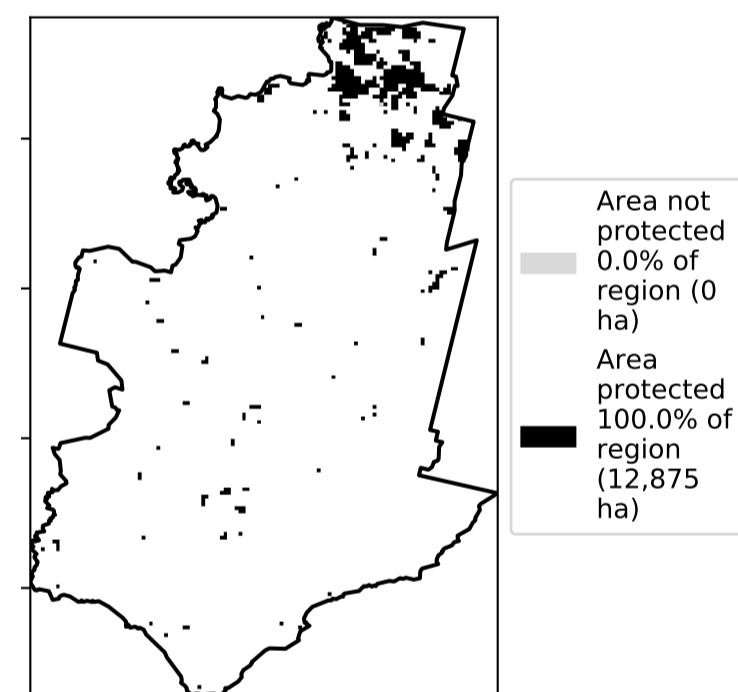 Area not
protected
0.0% of
region (0
ha)
Area
protected
100.0% of
region
(12,875
ha)